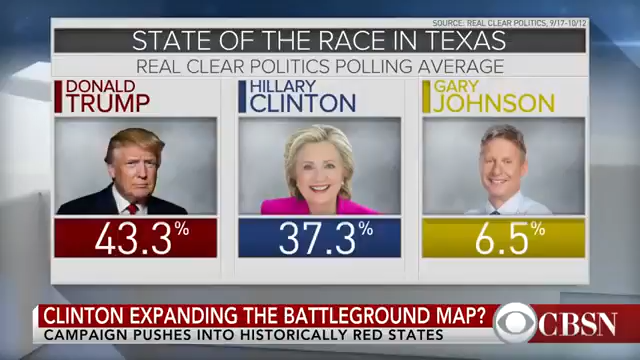 SOURCE: REAL CLEAR POLITICS, 9/17-10/12
STATE OF THE RACE IN TEXAS
REAL CLEAR POLITICS POLLING AVERAGE
DONALD
TRUMP
43.3%
HILLARY
CLINTON
37.3%
GARY
JOHNSON
6.5%
CLINTON EXPANDING THE BATTLEGROUND MAP?
CAMPAIGN PUSHES INTO HISTORICALLY RED STATES
CBSN